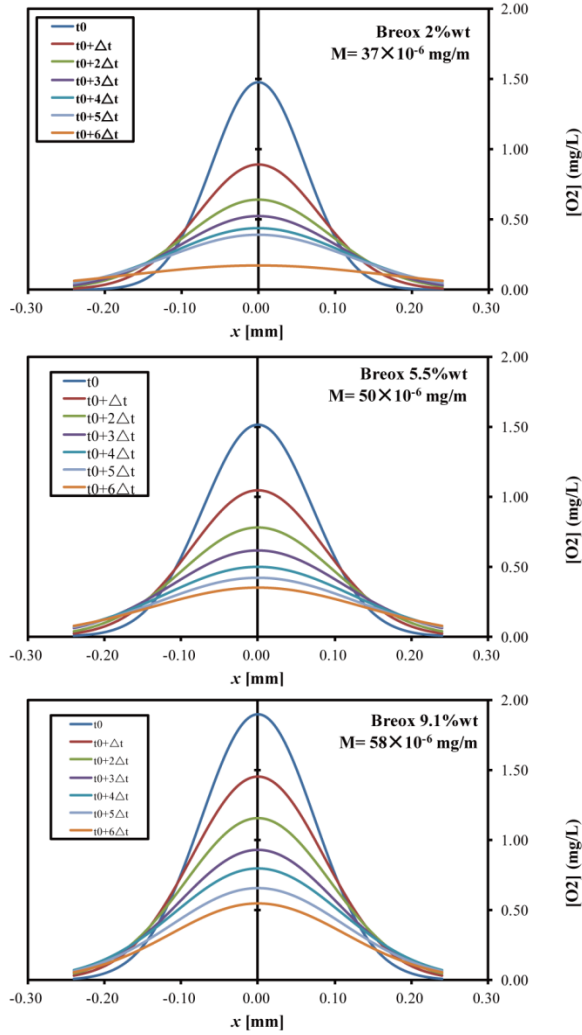 2.00
t0
t0+△t
t0+2△t
t0+3△t
t0+4△t
t0+5△t
t0+6△t
Breox 2%wt
M= 37×10⁻⁶ mg/m
1.50
1.00
0.50
0.00
[O2] (mg/L)
-0.30 -0.20 -0.10 0.00 0.10 0.20 0.30
x [mm]
2.00
t0
t0+△t
t0+2△t
t0+3△t
t0+4△t
t0+5△t
t0+6△t
Breox 5.5%wt
M= 50×10⁻⁶ mg/m
1.50
1.00
0.50
0.00
[O2] (mg/L)
-0.30 -0.20 -0.10 0.00 0.10 0.20 0.30
x [mm]
2.00
t0
t0+△t
t0+2△t
t0+3△t
t0+4△t
t0+5△t
t0+6△t
Breox 9.1%wt
M= 58×10⁻⁶ mg/m
1.50
1.00
0.50
0.00
[O2] (mg/L)
-0.30 -0.20 -0.10 0.00 0.10 0.20 0.30
x [mm]